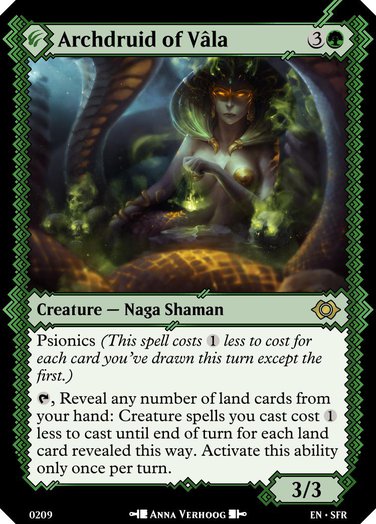 Archdruid of Vâla 3
Creature — Naga Shaman
Psionics (This spell costs 1 less to cost for
each card you've drawn this turn except the
first.)
, Reveal any number of land cards from
your hand: Creature spells you cast cost 1
less to cast until end of turn for each land
card revealed this way. Activate this ability
only once per turn.
3/3
0209 Anna Verhoog EN • SFR